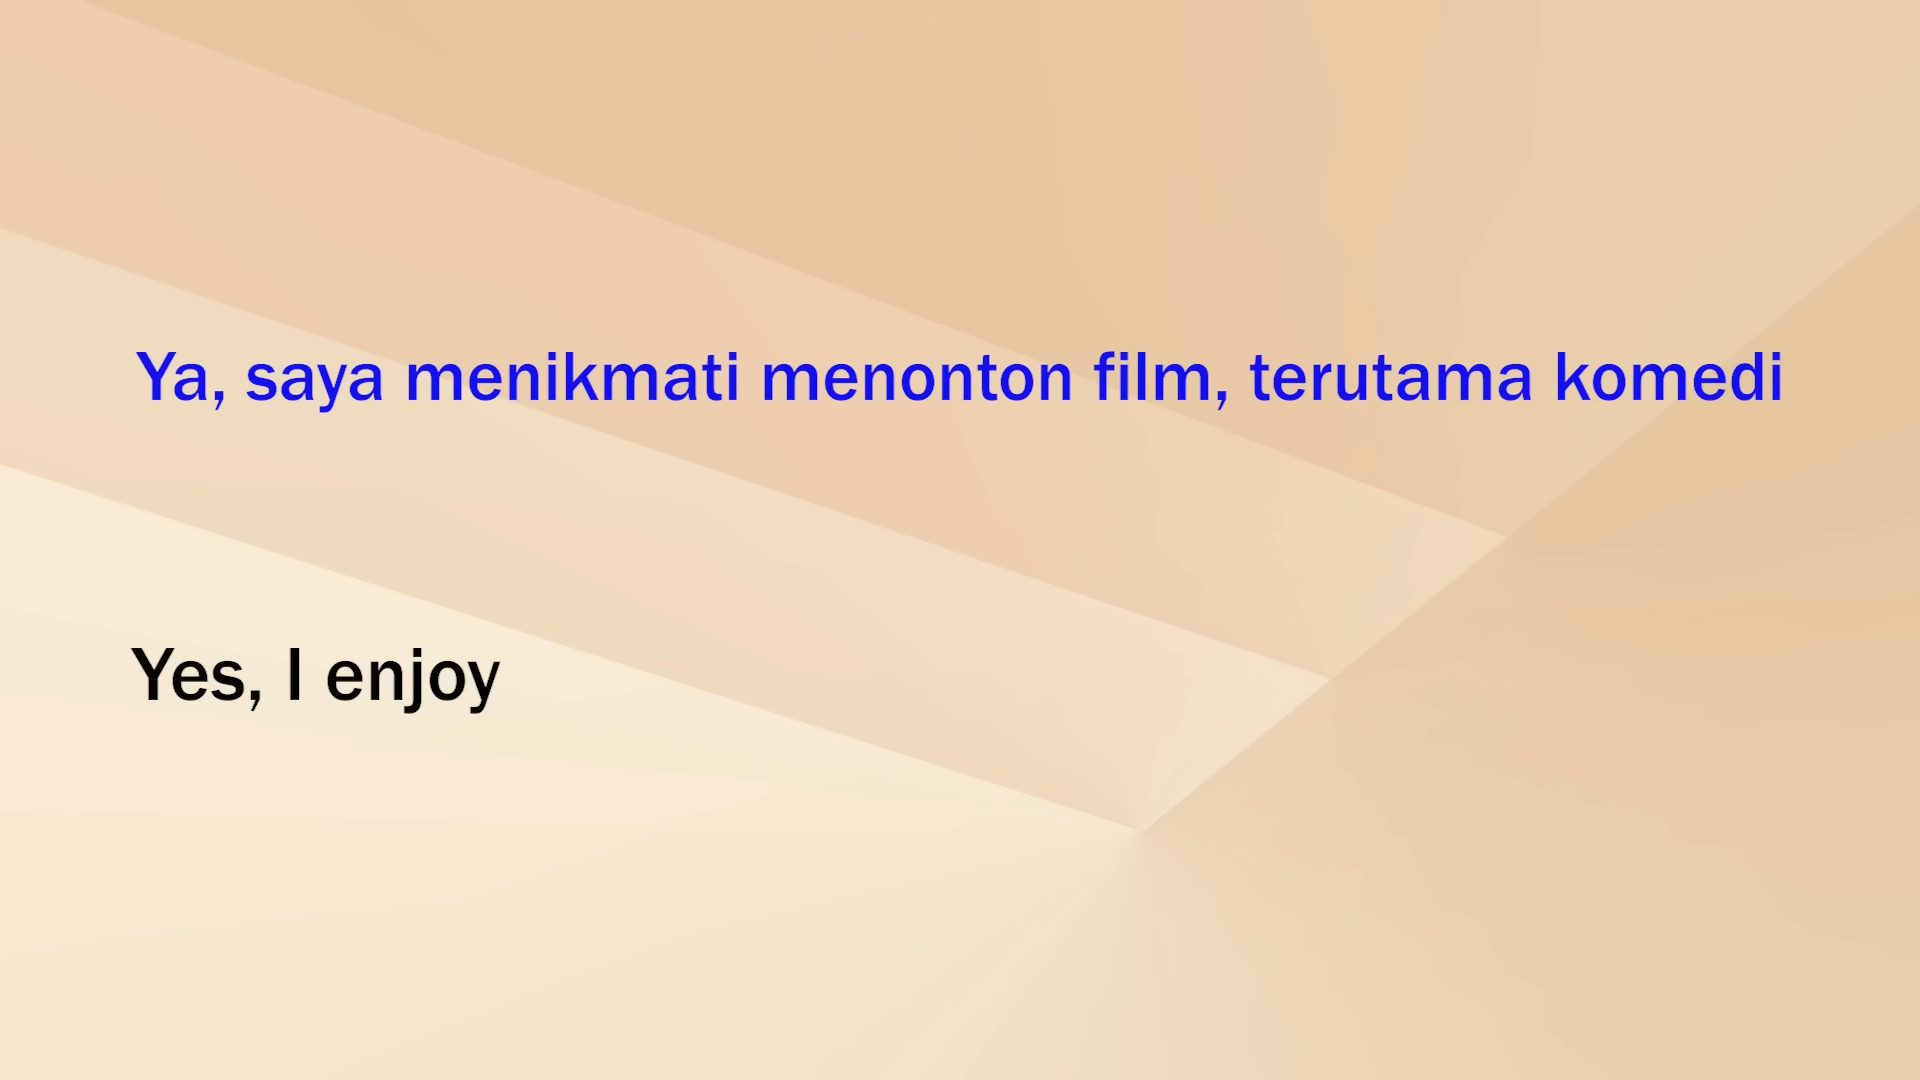 Ya, saya menikmati menonton film, terutama komedi
Yes, I enjoy